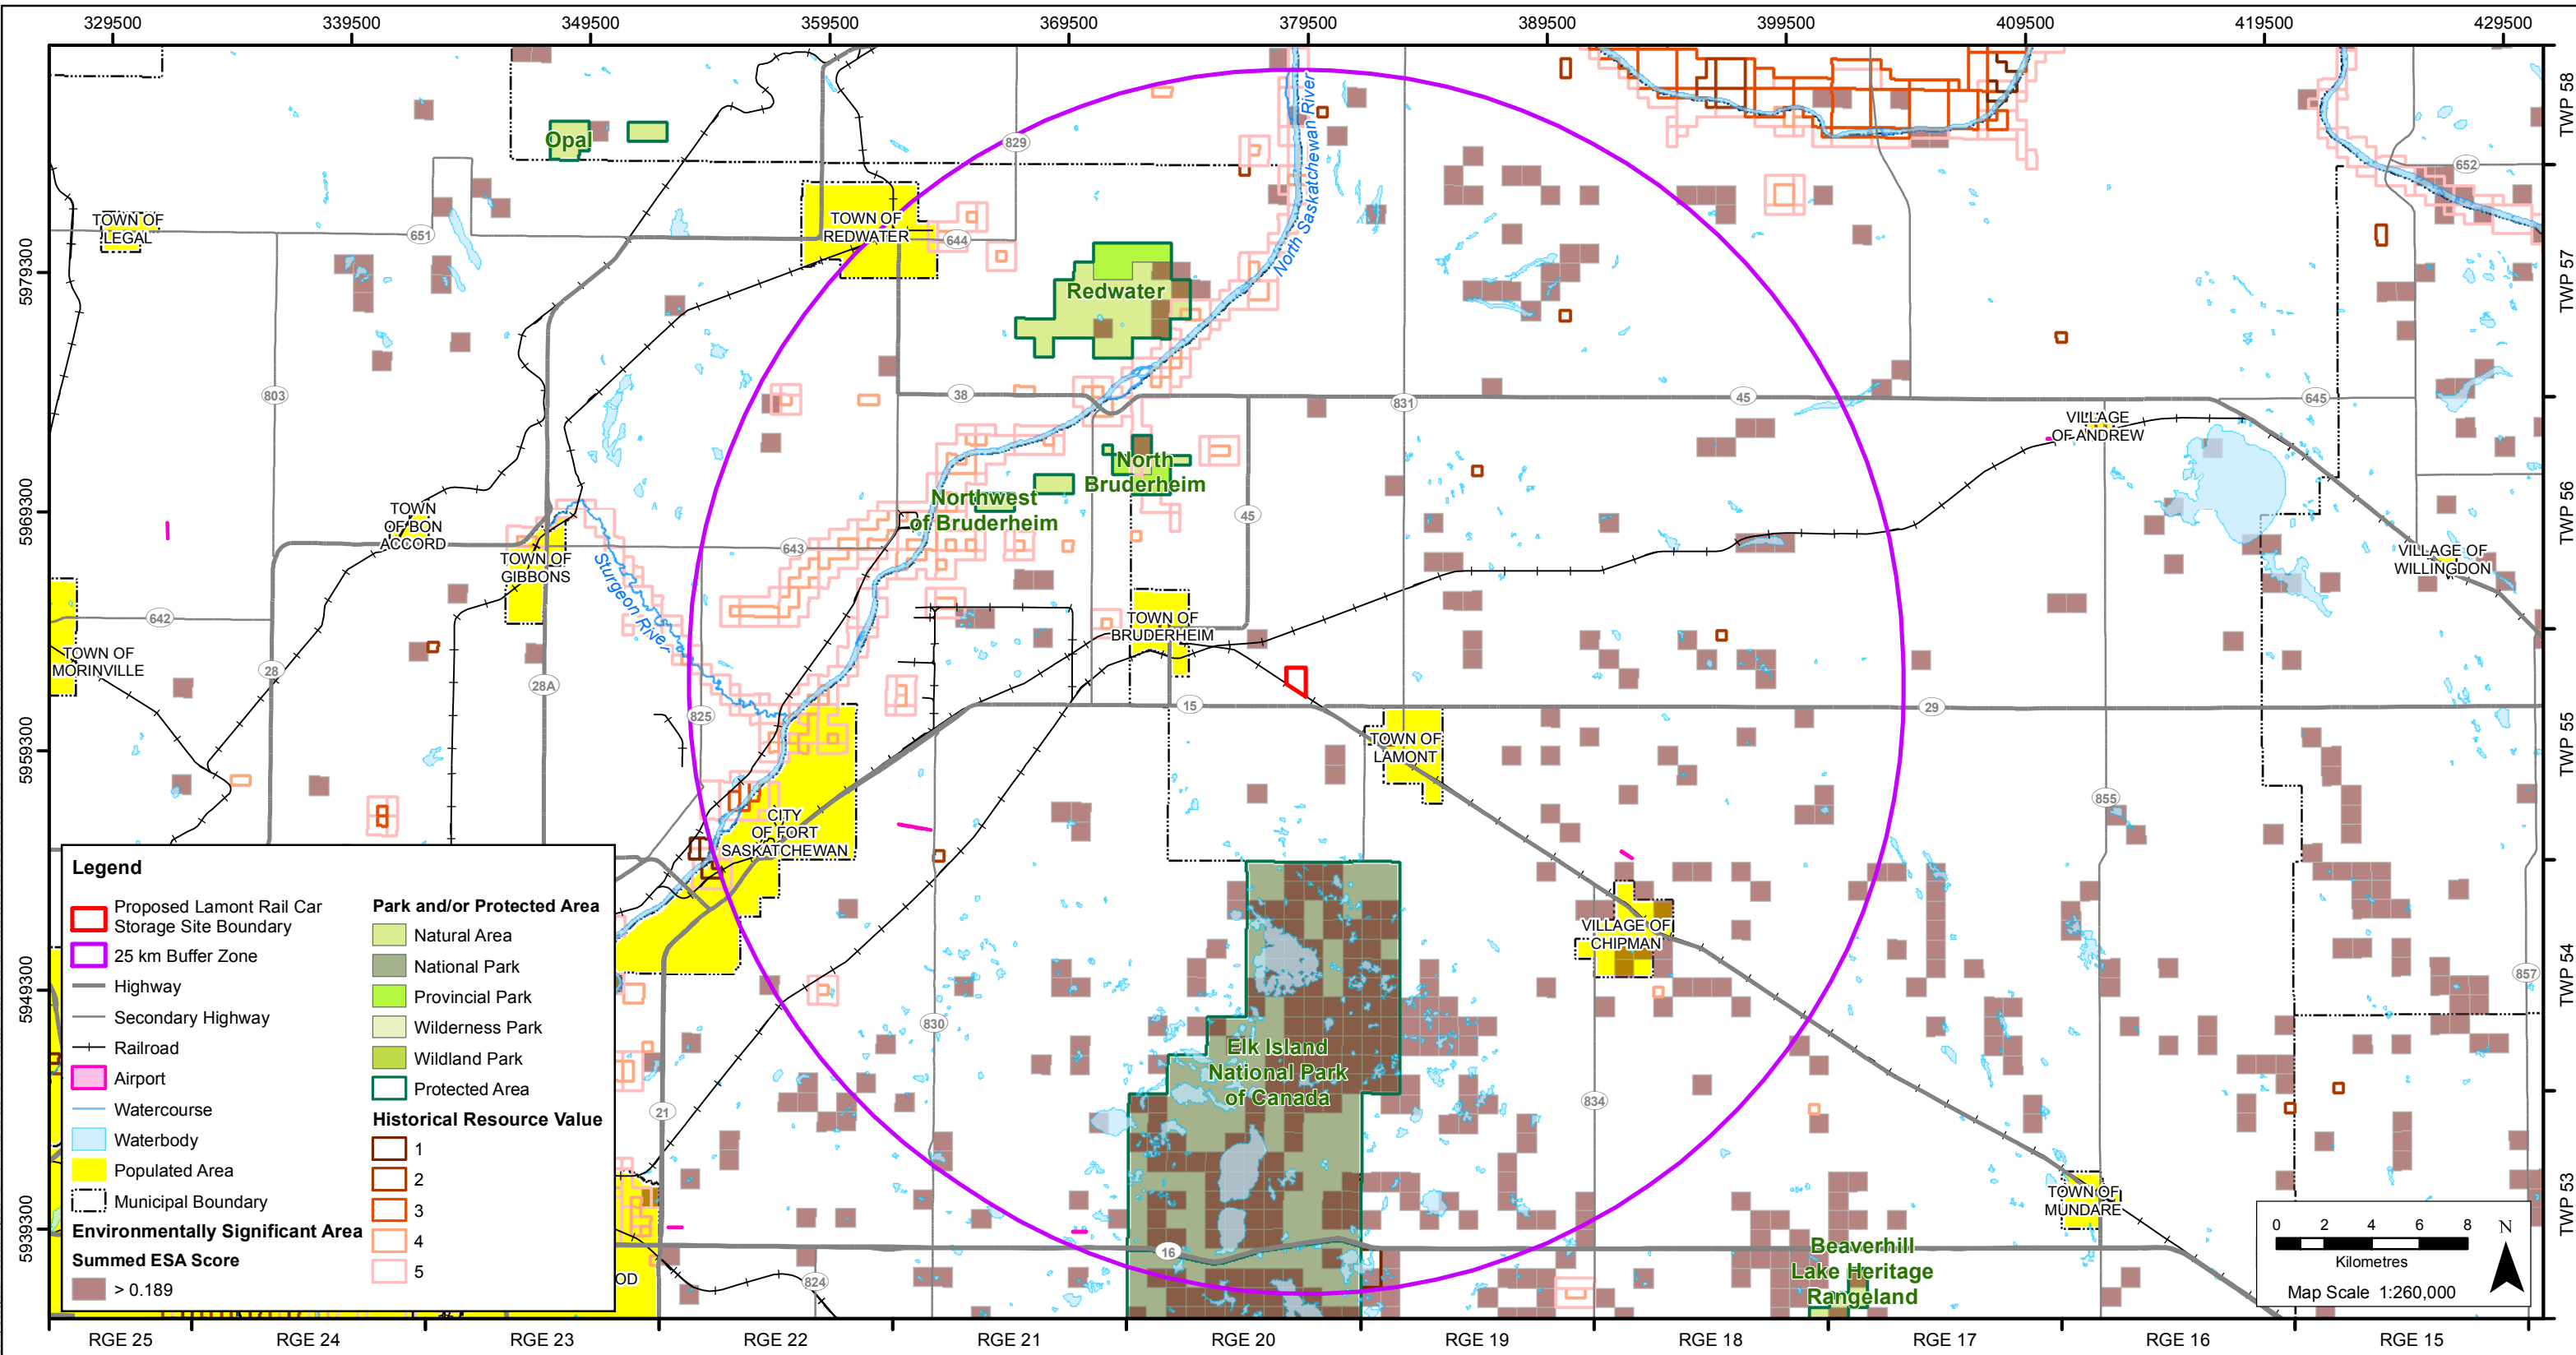 329500 339500 349500 359500 369500 379500 389500 399500 409500 419500 429500
5979300
5969300
5959300
5949300
5939300
TWP 58
TWP 57
TWP 56
TWP 55
TWP 54
TWP 53
RGE 25 RGE 24 RGE 23 RGE 22 RGE 21 RGE 20 RGE 19 RGE 18 RGE 17 RGE 16 RGE 15
Opal
829
North Saskatchewan River
652
TOWN OF
LEGAL
651
TOWN OF
REDWATER
644
Redwater
803
38
831
45
645
VILLAGE
OF ANDREW
North
Bruderheim
Northwest
of Bruderheim
45
TOWN
OF BON
ACCORD
TOWN OF
GIBBONS
643
Sturgeon River
VILLAGE OF
WILLINGDON
642
TOWN OF
MORINVILLE
28
28A
TOWN OF
BRUDERHEIM
825
15
29
TOWN OF
LAMONT
855
CITY
OF FORT
SASKATCHEWAN
VILLAGE OF
CHIPMAN
857
830
Elk Island
National Park
of Canada
21
834
TOWN OF
MUNDARE
16
824
OD
Beaverhill
Lake Heritage
Rangeland
Legend
Proposed Lamont Rail Car
Storage Site Boundary
25 km Buffer Zone
Highway
Secondary Highway
Railroad
Airport
Watercourse
Waterbody
Populated Area
Municipal Boundary
Environmentally Significant Area
Summed ESA Score
> 0.189
Park and/or Protected Area
Natural Area
National Park
Provincial Park
Wilderness Park
Wildland Park
Protected Area
Historical Resource Value
1
2
3
4
5
0 2 4 6 8 N
Kilometres
Map Scale 1:260,000